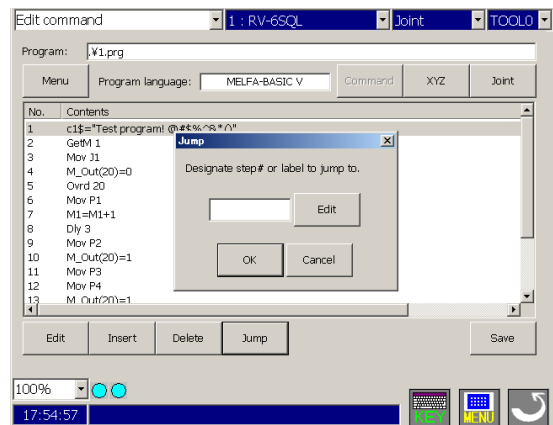 Edit command 1 : RV-6SQL Joint TOOL0
Program: .¥1.prg
Menu Program language: MELFA-BASIC V Command XYZ Joint
No. Contents
1 c1$="Test program! @#$%^&*()"
2 GetM 1
3 Mov J1
4 M_Out(20)=0
5 Ovrd 20
6 Mov P1
7 M1=M1+1
8 Dly 3
9 Mov P2
10 M_Out(20)=1
11 Mov P3
12 Mov P4
13 M_Out(20)=1
Jump
Designate step# or label to jump to.
Edit
OK Cancel
Edit Insert Delete Jump Save
100%
17:54:57 KEY MENU